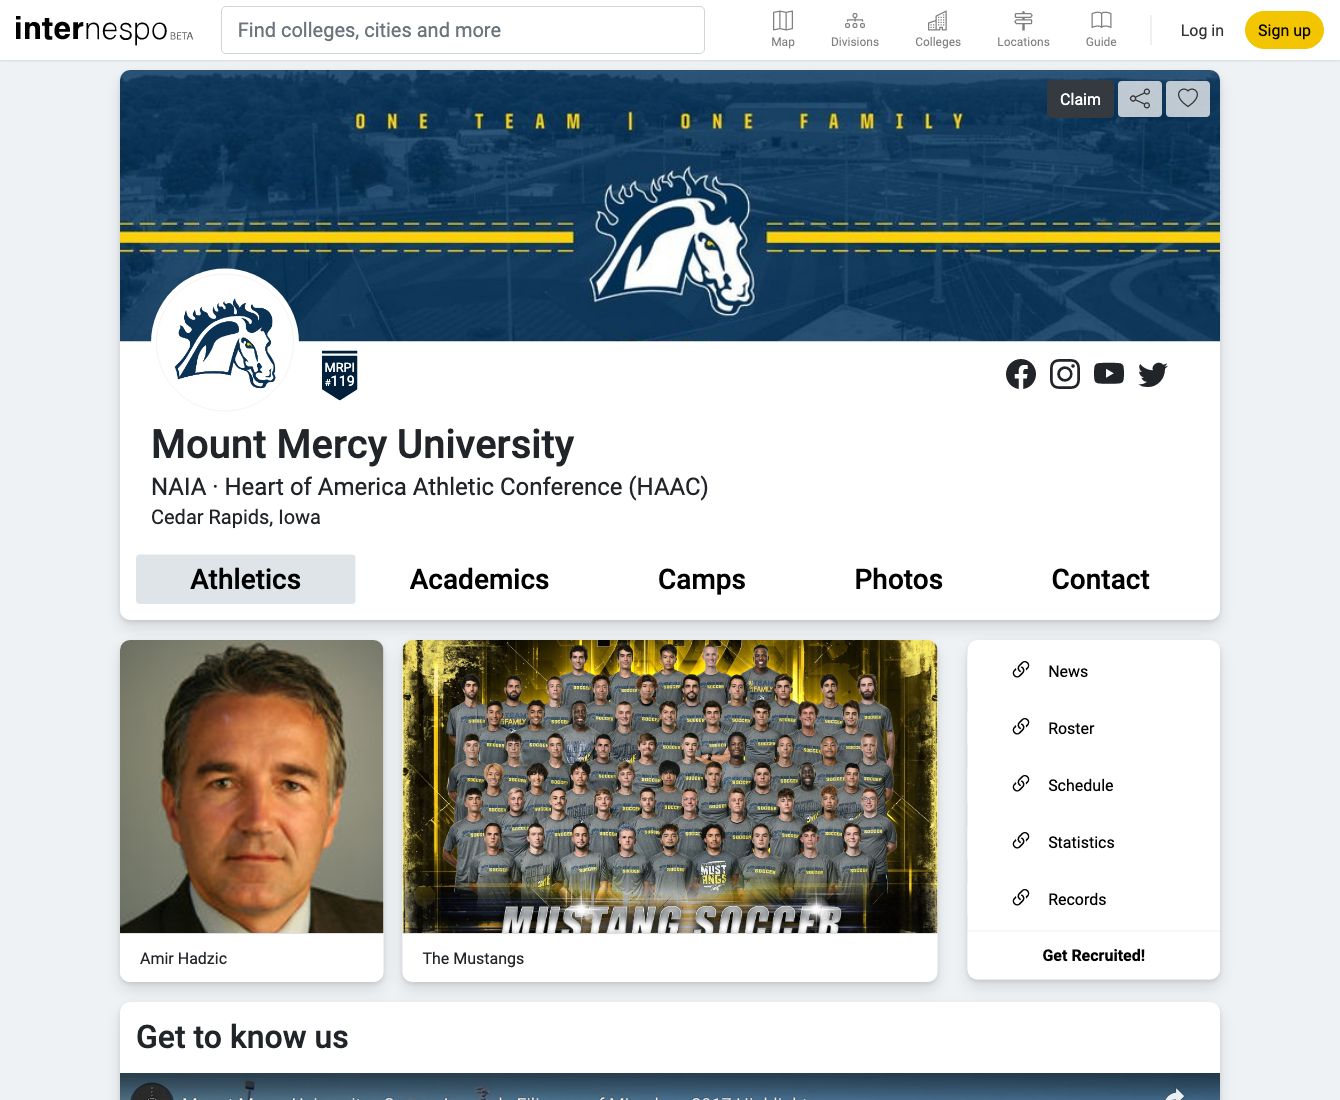 internespo BETA
Find colleges, cities and more
Map
Divisions
Colleges
Locations
Guide
Log in
Sign up
ONE TEAM | ONE FAMILY
Claim
MRPI
#119
Mount Mercy University
NAIA · Heart of America Athletic Conference (HAAC)
Cedar Rapids, Iowa
Athletics
Academics
Camps
Photos
Contact
MUSTANG SOCCER
Amir Hadzic
The Mustangs
News
Roster
Schedule
Statistics
Records
Get Recruited!
Get to know us